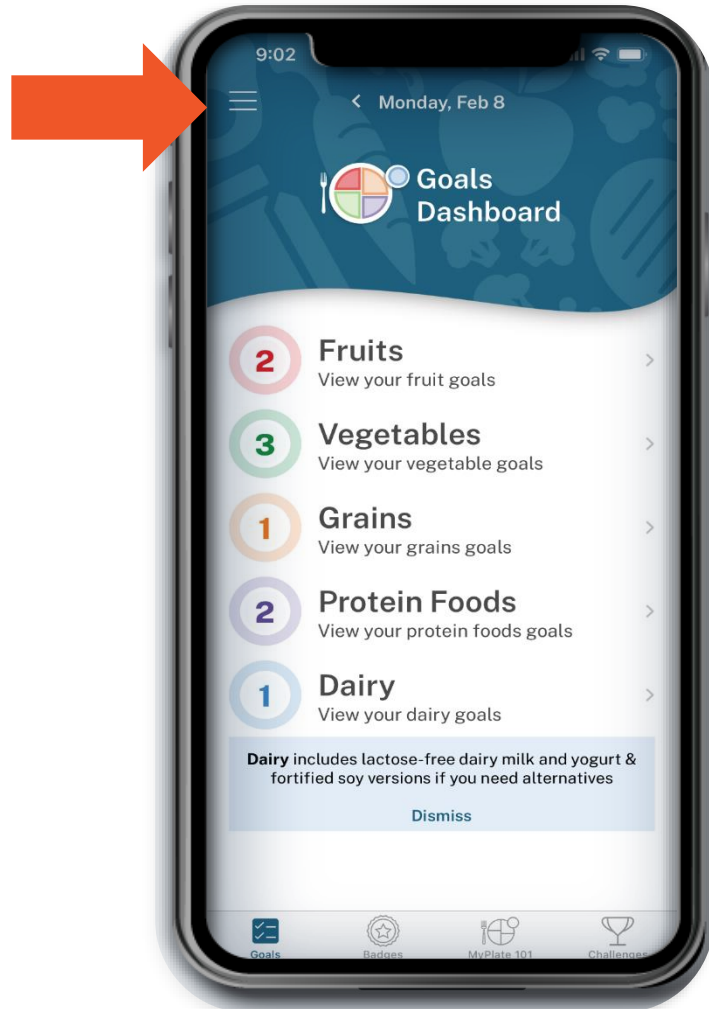 9:02
Monday, Feb 8
Goals
Dashboard
2
Fruits
View your fruit goals
3
Vegetables
View your vegetable goals
1
Grains
View your grains goals
2
Protein Foods
View your protein foods goals
1
Dairy
View your dairy goals
Dairy includes lactose-free dairy milk and yogurt &
fortified soy versions if you need alternatives
Dismiss
Goals
Badges
MyPlate 101
Challenges